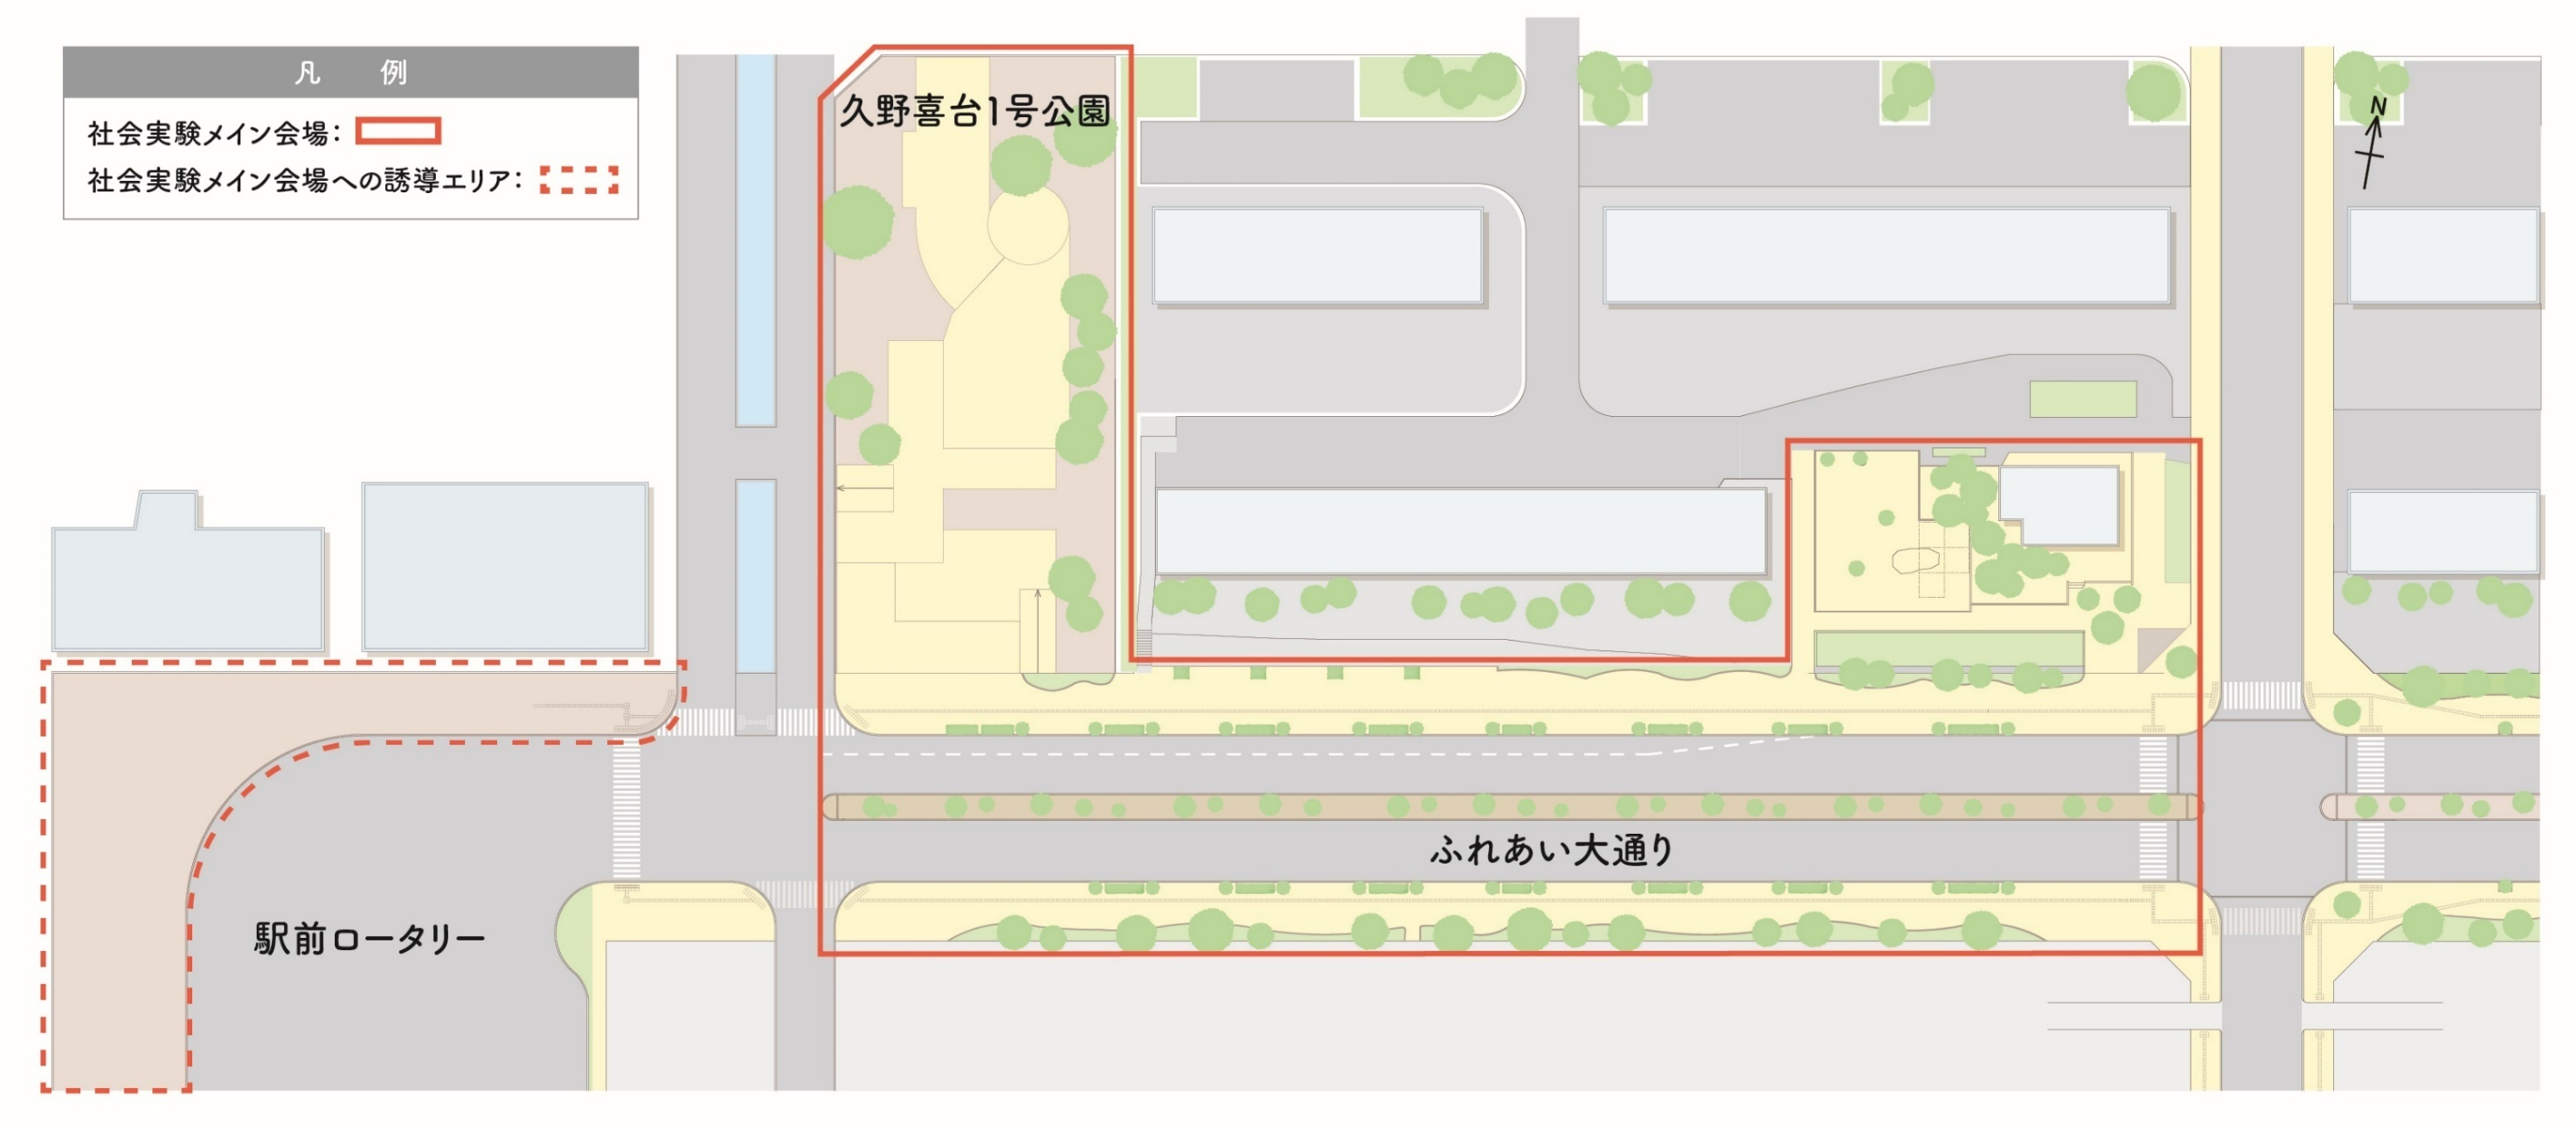 凡　例
社会実験メイン会場：
社会実験メイン会場への誘導エリア：
久野喜台1号公園
N
ふれあい大通り
駅前ロータリー